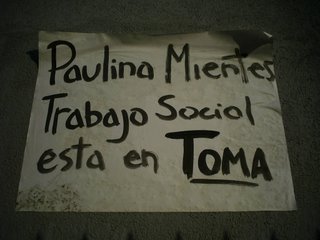 Paulina Mientes
Trabajo Social
esta en TOMA